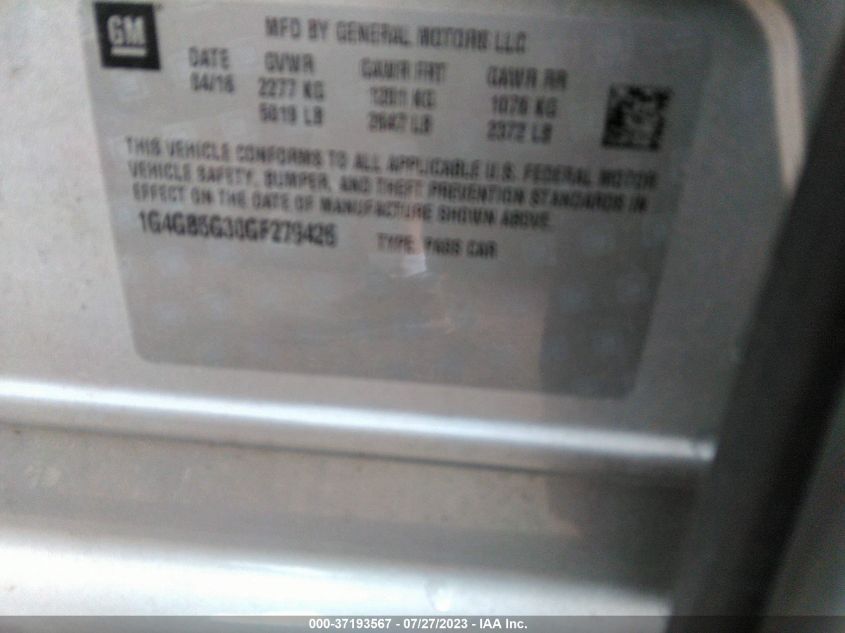 GM
MFD BY GENERAL MOTORS LLC
DATE GVWR GAWR FRT GAWR RR
04/16 2277 KG 1201 KG 1076 KG
5019 LB 2647 LB 2372 LB
THIS VEHICLE CONFORMS TO ALL APPLICABLE U.S. FEDERAL MOTOR
VEHICLE SAFETY, BUMPER, AND THEFT PREVENTION STANDARDS IN
EFFECT ON THE DATE OF MANUFACTURE SHOWN ABOVE.
TYPE: PASS CAR
000-37193567 / 07/27/2023 - IAA Inc.